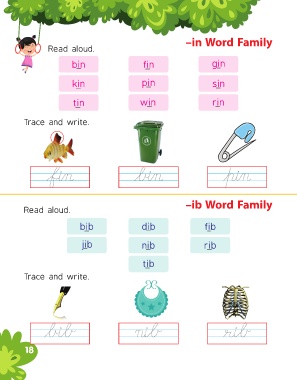 –in Word Family
Read aloud.
bin fin gin
kin pin sin
tin win rin
Trace and write.
fin bin pin
–ib Word Family
Read aloud.
bib dib fib
jib nib rib
tib
Trace and write.
bib nib rib
18